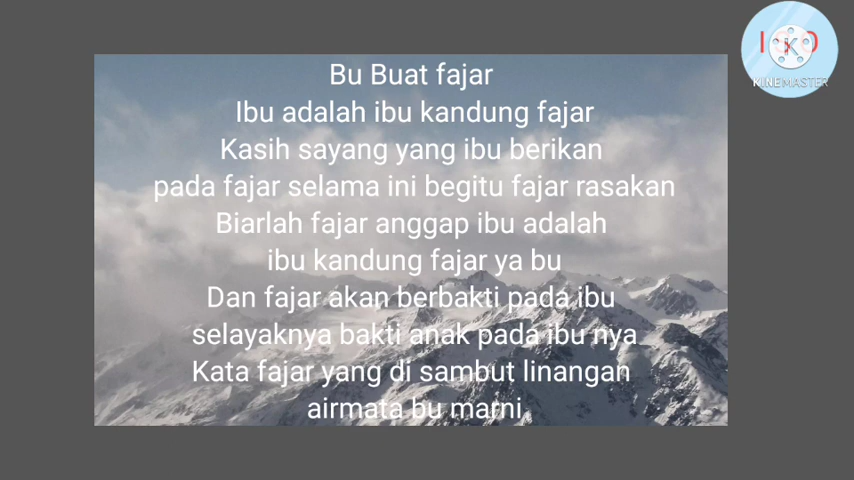 Bu Buat fajar
Ibu adalah ibu kandung fajar
Kasih sayang yang ibu berikan
pada fajar selama ini begitu fajar rasakan
Biarlah fajar anggap ibu adalah
ibu kandung fajar ya bu
Dan fajar akan berbakti pada ibu
selayaknya bakti anak pada ibu nya
Kata fajar yang di sambut linangan
airmata bu marni.
KINEMASTER